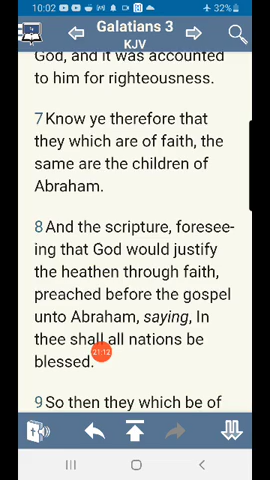 10:02
32%
Galatians 3
KJV
God, and it was accounted
to him for righteousness.
7 Know ye therefore that
they which are of faith, the
same are the children of
Abraham.
8 And the scripture, foresee-
ing that God would justify
the heathen through faith,
preached before the gospel
unto Abraham, saying, In
thee shall all nations be
blessed.
21:12
9 So then they which be of